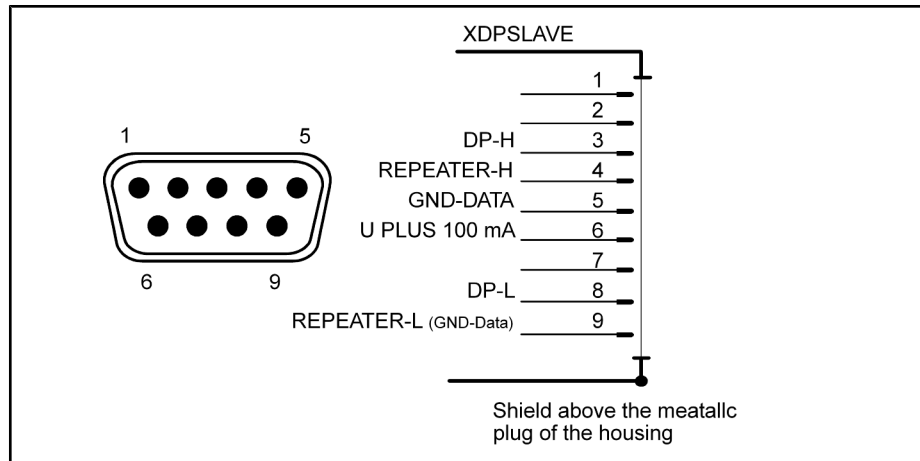 XDPSLAVE
1
2
1 5
DP-H 3
REPEATER-H 4
GND-DATA 5
U PLUS 100 mA 6
7
6 9
DP-L 8
REPEATER-L (GND-Data) 9
Shield above the meatallc
plug of the housing